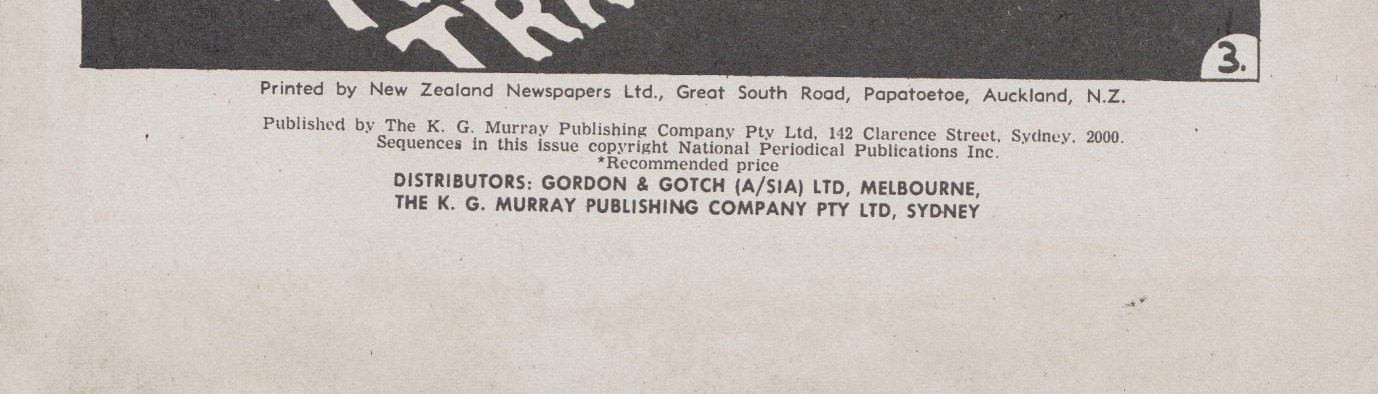 TRA
3.
Printed by New Zealand Newspapers Ltd., Great South Road, Papatoetoe, Auckland, N.Z.
Published by The K. G. Murray Publishing Company Pty Ltd, 142 Clarence Street, Sydney. 2000.
Sequences in this issue copyright National Periodical Publications Inc.
*Recommended price
DISTRIBUTORS: GORDON & GOTCH (A/SIA) LTD, MELBOURNE,
THE K. G. MURRAY PUBLISHING COMPANY PTY LTD, SYDNEY